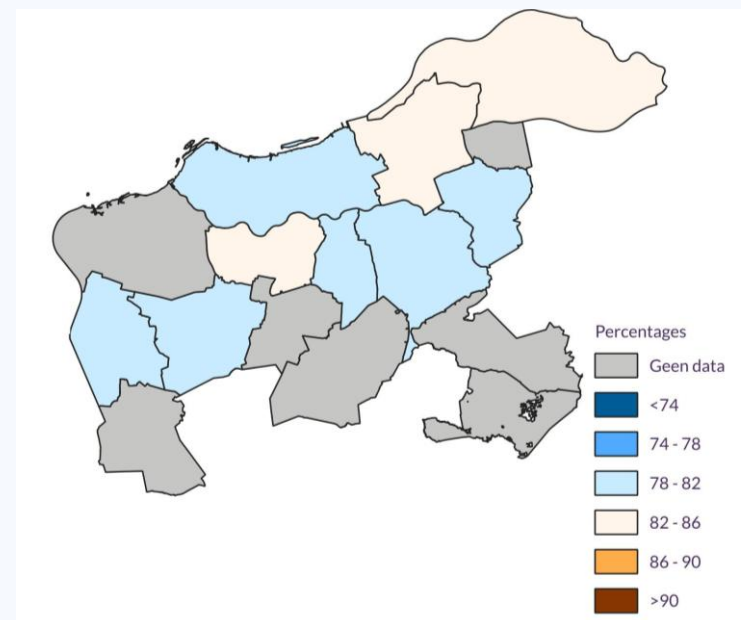 Percentages
Geen data
<74
74 - 78
78 - 82
82 - 86
86 - 90
>90